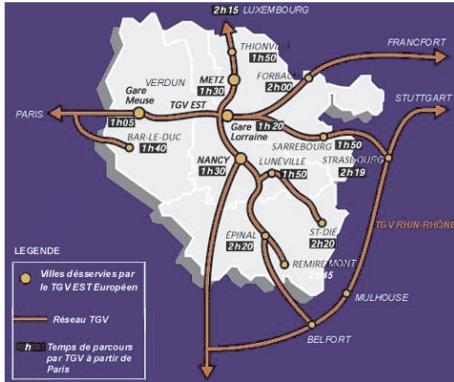 2h15 LUXEMBOURG
THIONVILLE
1h50
FRANCFORT
METZ
1h30
FORBACH
2h00
VERDUN
Gare
Meuse
TGV EST
STUTTGART
PARIS
1h05
Gare
Lorraine
1h20
BAR-LE-DUC
1h40
SARREBOURG
1h50
STRASBOURG
2h19
NANCY
1h30
LUNÉVILLE
1h50
TGV RHIN-RHÔNE
ST-DIÉ
2h20
ÉPINAL
2h20
REMIREMONT
2h45
MULHOUSE
BELFORT
LEGENDE
Villes désservies par
le TGV EST Européen
Réseau TGV
h Temps de parcours
par TGV à partir de
Paris